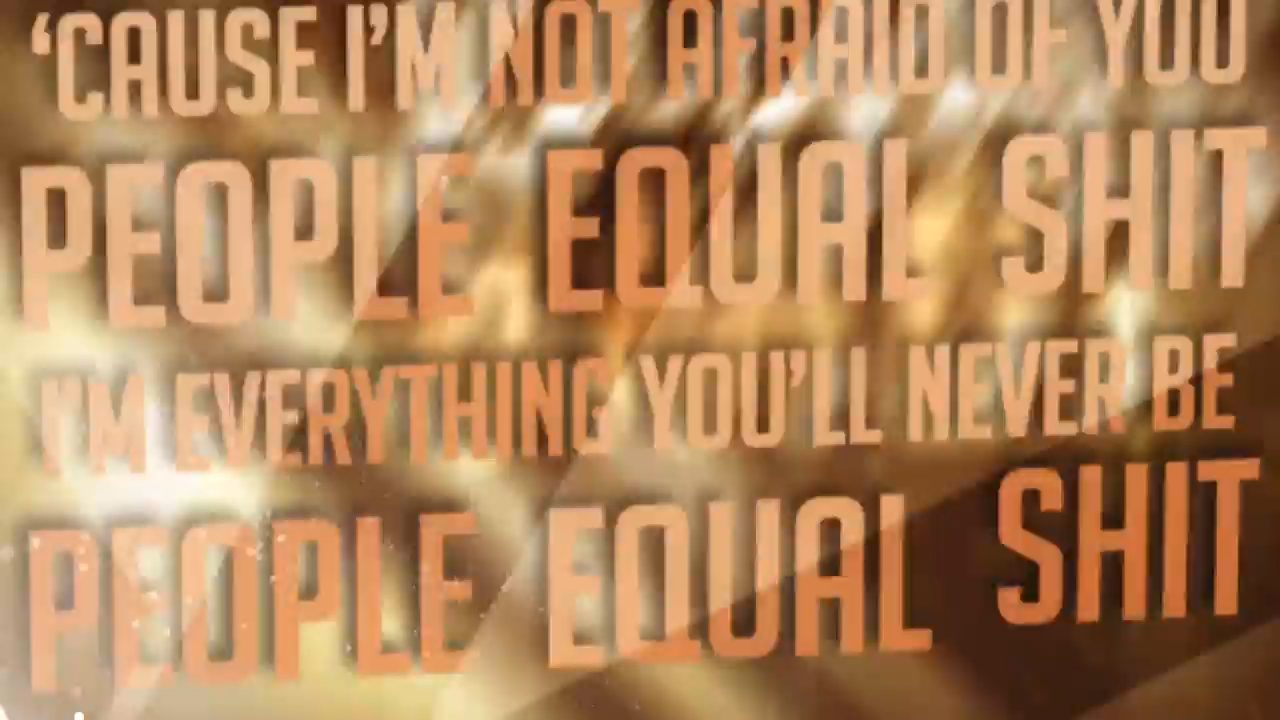 ‘CAUSE I’M NOT AFRAID OF YOU
PEOPLE EQUAL SHIT
I’M EVERYTHING YOU’LL NEVER BE
PEOPLE EQUAL SHIT